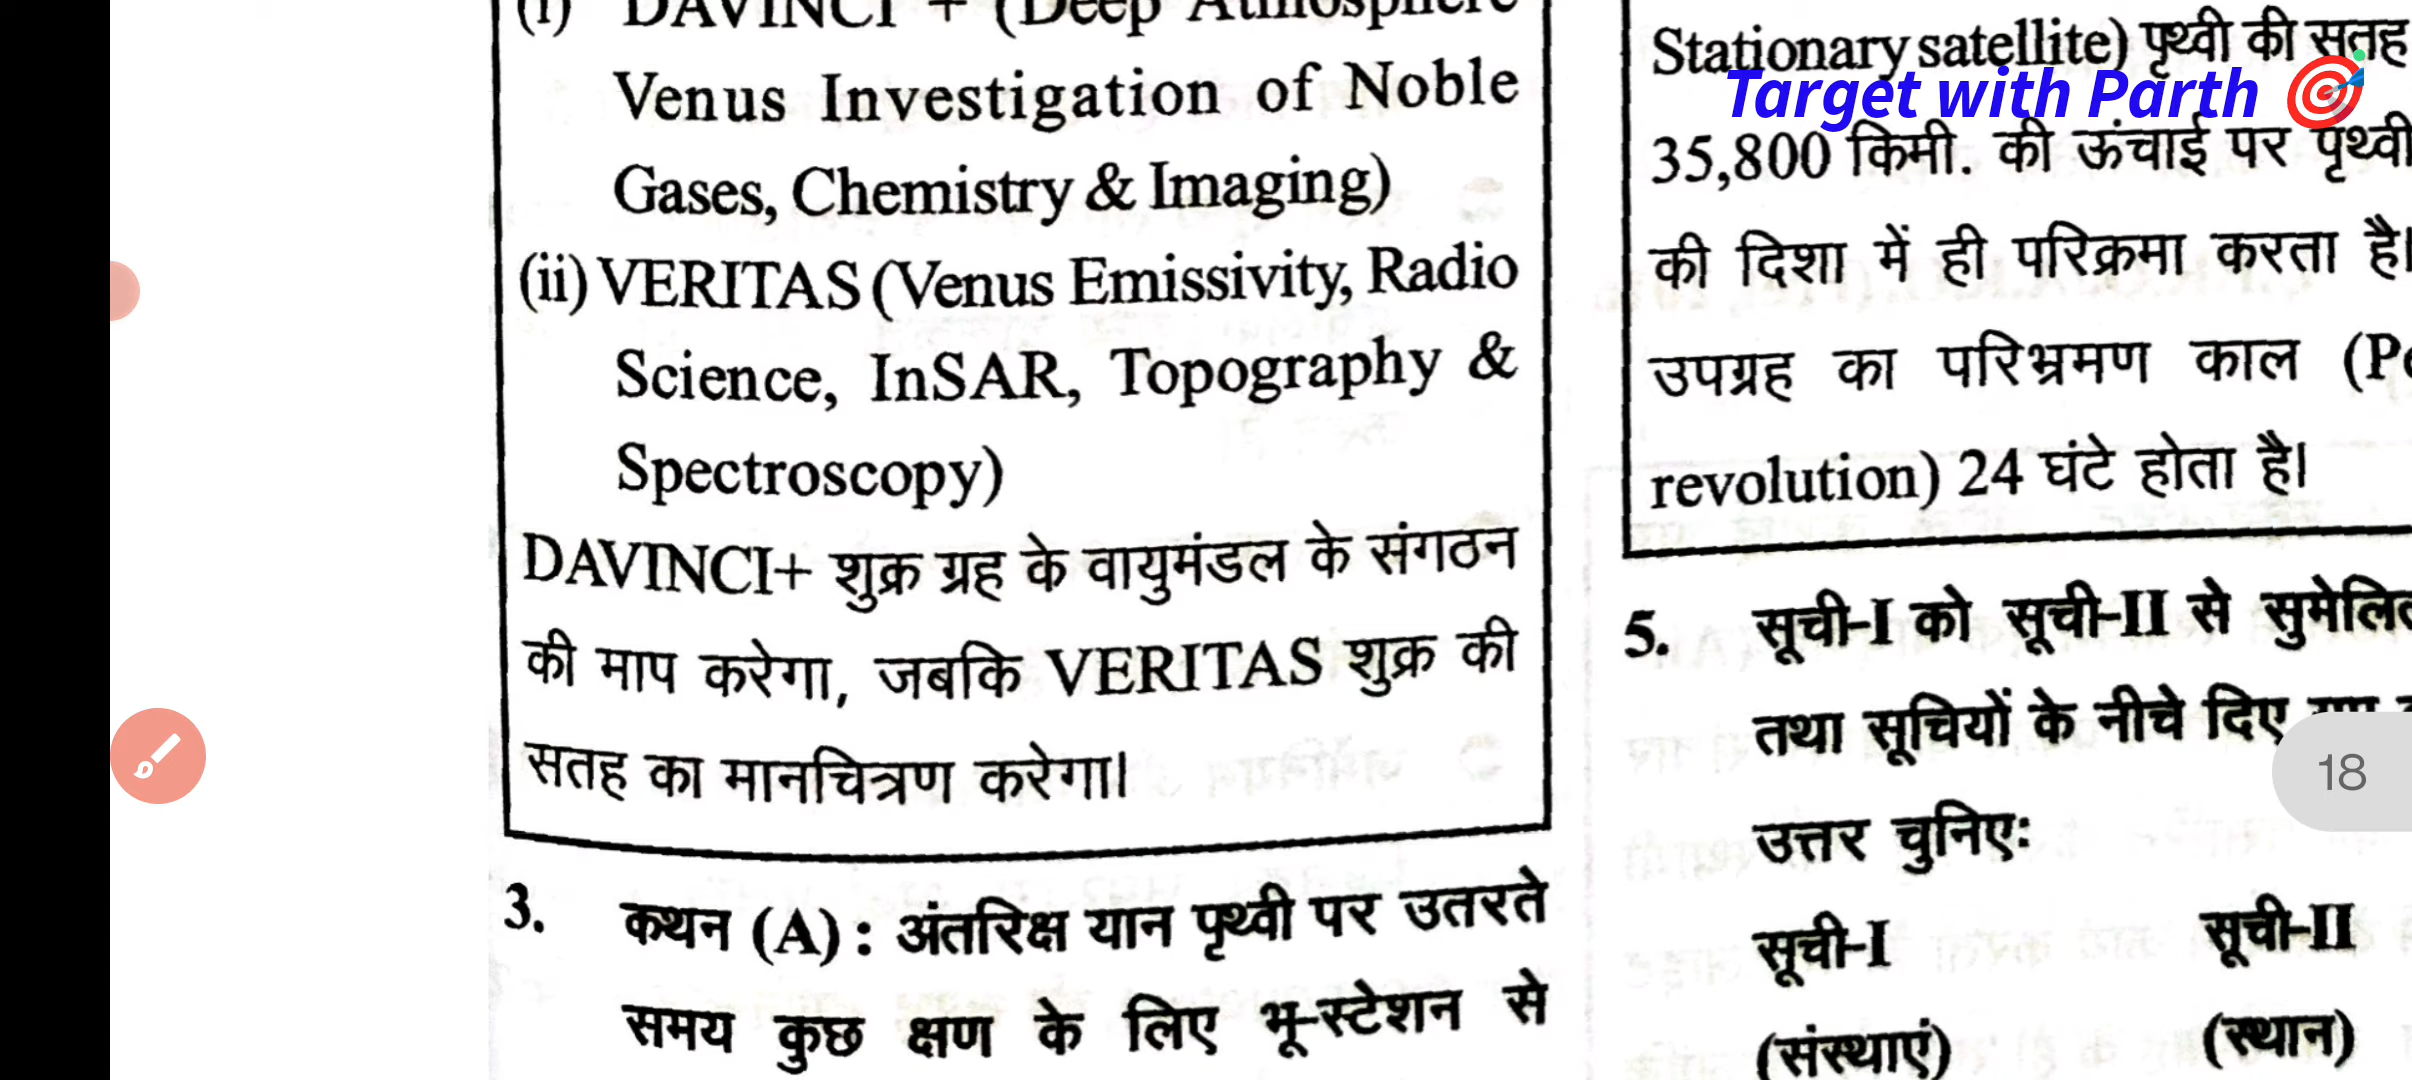 (i) DAVINCI + (Deep Atmosphere
Venus Investigation of Noble
Gases, Chemistry & Imaging)
(ii) VERITAS (Venus Emissivity, Radio
Science, InSAR, Topography &
Spectroscopy)
DAVINCI+ शुक्र ग्रह के वायुमंडल के संगठन
की माप करेगा, जबकि VERITAS शुक्र की
सतह का मानचित्रण करेगा।
3. कथन (A) : अंतरिक्ष यान पृथ्वी पर उतरते
समय कुछ क्षण के लिए भू-स्टेशन से
Stationary satellite) पृथ्वी की सतह
Target with Parth
35,800 किमी. की ऊंचाई पर पृथ्वी
की दिशा में ही परिक्रमा करता है।
उपग्रह का परिभ्रमण काल
revolution) 24 घंटे होता है।
5. सूची-I को सूची-II से
तथा सूचियों के नीचे दिए
उत्तर चुनिएः
सूची-I सूची-II
(संस्थाएं) (स्थान)
18